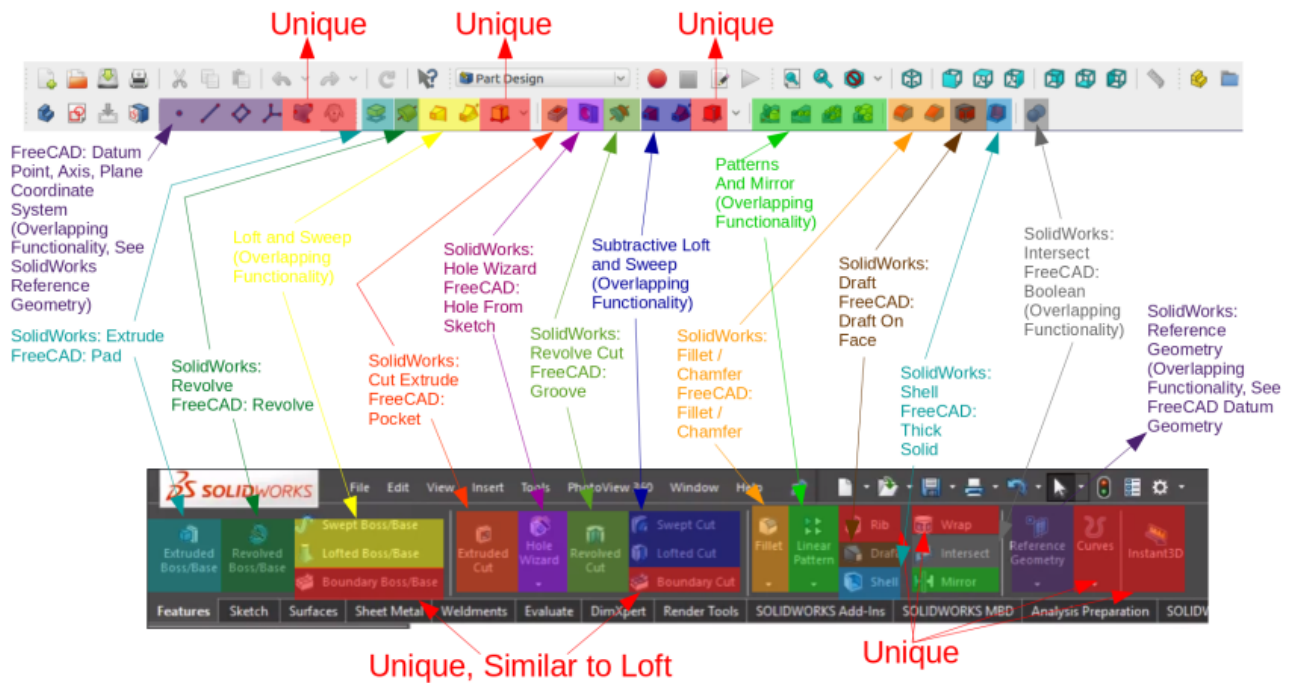 Unique
Unique
Unique
Part Design
FreeCAD: Datum
Point, Axis, Plane
Coordinate
System
(Overlapping
Functionality, See
SolidWorks
Reference
Geometry)
SolidWorks: Extrude
FreeCAD: Pad
SolidWorks:
Revolve
FreeCAD: Revolve
Loft and Sweep
(Overlapping
Functionality)
SolidWorks:
Cut Extrude
FreeCAD:
Pocket
SolidWorks:
Hole Wizard
FreeCAD:
Hole From
Sketch
SolidWorks:
Revolve Cut
FreeCAD:
Groove
Subtractive Loft
and Sweep
(Overlapping
Functionality)
Patterns
And Mirror
(Overlapping
Functionality)
SolidWorks:
Fillet /
Chamfer
FreeCAD:
Fillet /
Chamfer
SolidWorks:
Draft
FreeCAD:
Draft On
Face
SolidWorks:
Shell
FreeCAD:
Thick
Solid
SolidWorks:
Intersect
FreeCAD:
Boolean
(Overlapping
Functionality)
SolidWorks:
Reference
Geometry
(Overlapping
Functionality, See
FreeCAD Datum
Geometry
SOLIDWORKS File Edit View Insert Tools PhotoView 360 Window Help
Extruded
Boss/Base
Revolved
Boss/Base
Swept Boss/Base
Lofted Boss/Base
Boundary Boss/Base
Extruded
Cut
Hole
Wizard
Revolved
Cut
Swept Cut
Lofted Cut
Boundary Cut
Fillet
Linear
Pattern
Rib
Draft
Shell
Wrap
Intersect
Mirror
Reference
Geometry
Curves
Instant3D
Features Sketch Surfaces Sheet Metal Weldments Evaluate DimXpert Render Tools SOLIDWORKS Add-Ins SOLIDWORKS MBD Analysis Preparation
Unique, Similar to Loft
Unique